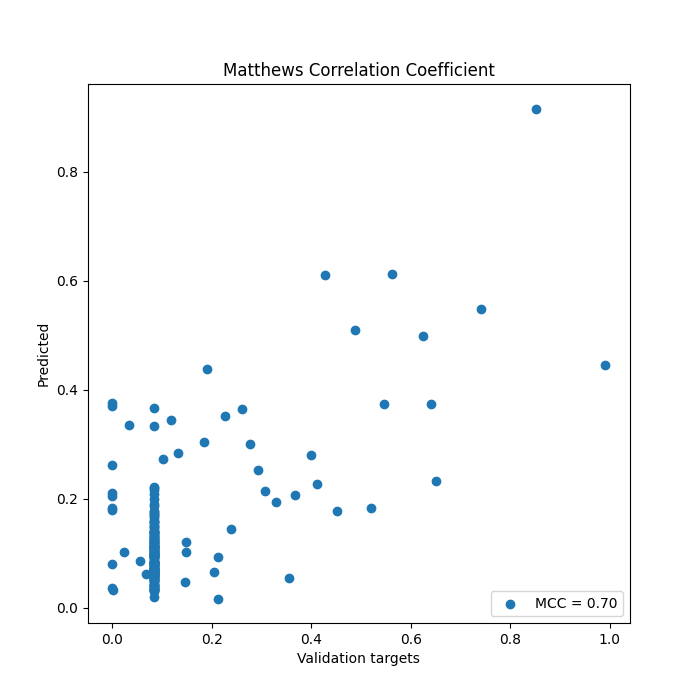 Matthews Correlation Coefficient
Predicted
0.8
0.6
0.4
0.2
0.0
MCC = 0.70
0.0 0.2 0.4 0.6 0.8 1.0
Validation targets